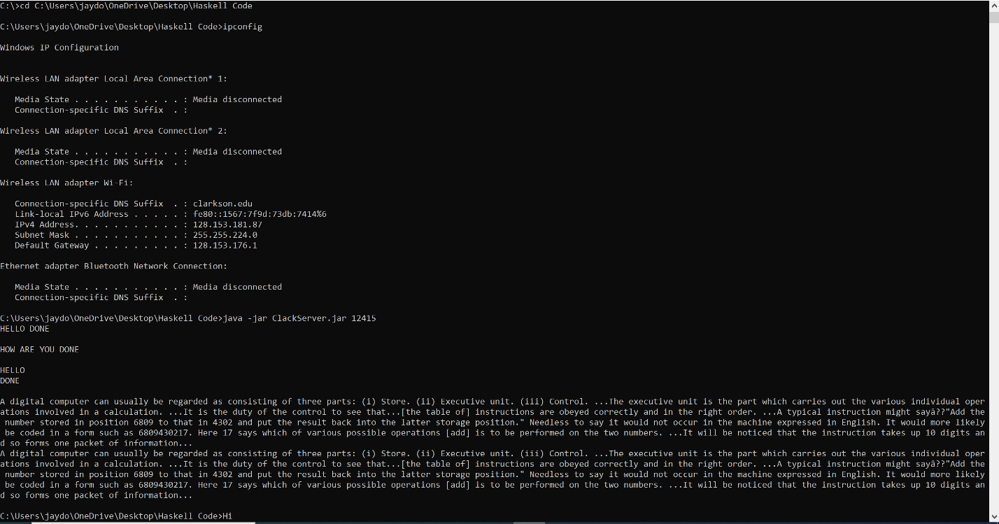 C:\>cd C:\Users\jaydo\OneDrive\Desktop\Haskell Code
C:\Users\jaydo\OneDrive\Desktop\Haskell Code>ipconfig
Windows IP Configuration
Wireless LAN adapter Local Area Connection* 1:
   Media State . . . . . . . . . . . : Media disconnected
   Connection-specific DNS Suffix  . :
Wireless LAN adapter Local Area Connection* 2:
   Media State . . . . . . . . . . . : Media disconnected
   Connection-specific DNS Suffix  . :
Wireless LAN adapter Wi-Fi:
   Connection-specific DNS Suffix  . : clarkson.edu
   Link-local IPv6 Address . . . . . : fe80::1567:7f9d:73db:7414%6
   IPv4 Address. . . . . . . . . . . : 128.153.181.87
   Subnet Mask . . . . . . . . . . . : 255.255.224.0
   Default Gateway . . . . . . . . . : 128.153.176.1
Ethernet adapter Bluetooth Network Connection:
   Media State . . . . . . . . . . . : Media disconnected
   Connection-specific DNS Suffix  . :
C:\Users\jaydo\OneDrive\Desktop\Haskell Code>java -jar ClackServer.jar 12415
HELLO DONE
HOW ARE YOU DONE
HELLO
DONE
A digital computer can usually be regarded as consisting of three parts: (i) Store. (ii) Executive unit. (iii) Control. ...The executive unit is the part which carries out the various individual oper
ations involved in a calculation. ...It is the duty of the control to see that...[the table of] instructions are obeyed correctly and in the right order. ...A typical instruction might sayâ??"Add the
 number stored in position 6809 to that in 4302 and put the result back into the latter storage position." Needless to say it would not occur in the machine expressed in English. It would more likely
 be coded in a form such as 6809430217. Here 17 says which of various possible operations [add] is to be performed on the two numbers. ...It will be noticed that the instruction takes up 10 digits an
d so forms one packet of information...
A digital computer can usually be regarded as consisting of three parts: (i) Store. (ii) Executive unit. (iii) Control. ...The executive unit is the part which carries out the various individual oper
ations involved in a calculation. ...It is the duty of the control to see that...[the table of] instructions are obeyed correctly and in the right order. ...A typical instruction might sayâ??"Add the
 number stored in position 6809 to that in 4302 and put the result back into the latter storage position." Needless to say it would not occur in the machine expressed in English. It would more likely
 be coded in a form such as 6809430217. Here 17 says which of various possible operations [add] is to be performed on the two numbers. ...It will be noticed that the instruction takes up 10 digits an
d so forms one packet of information...
C:\Users\jaydo\OneDrive\Desktop\Haskell Code>Hi